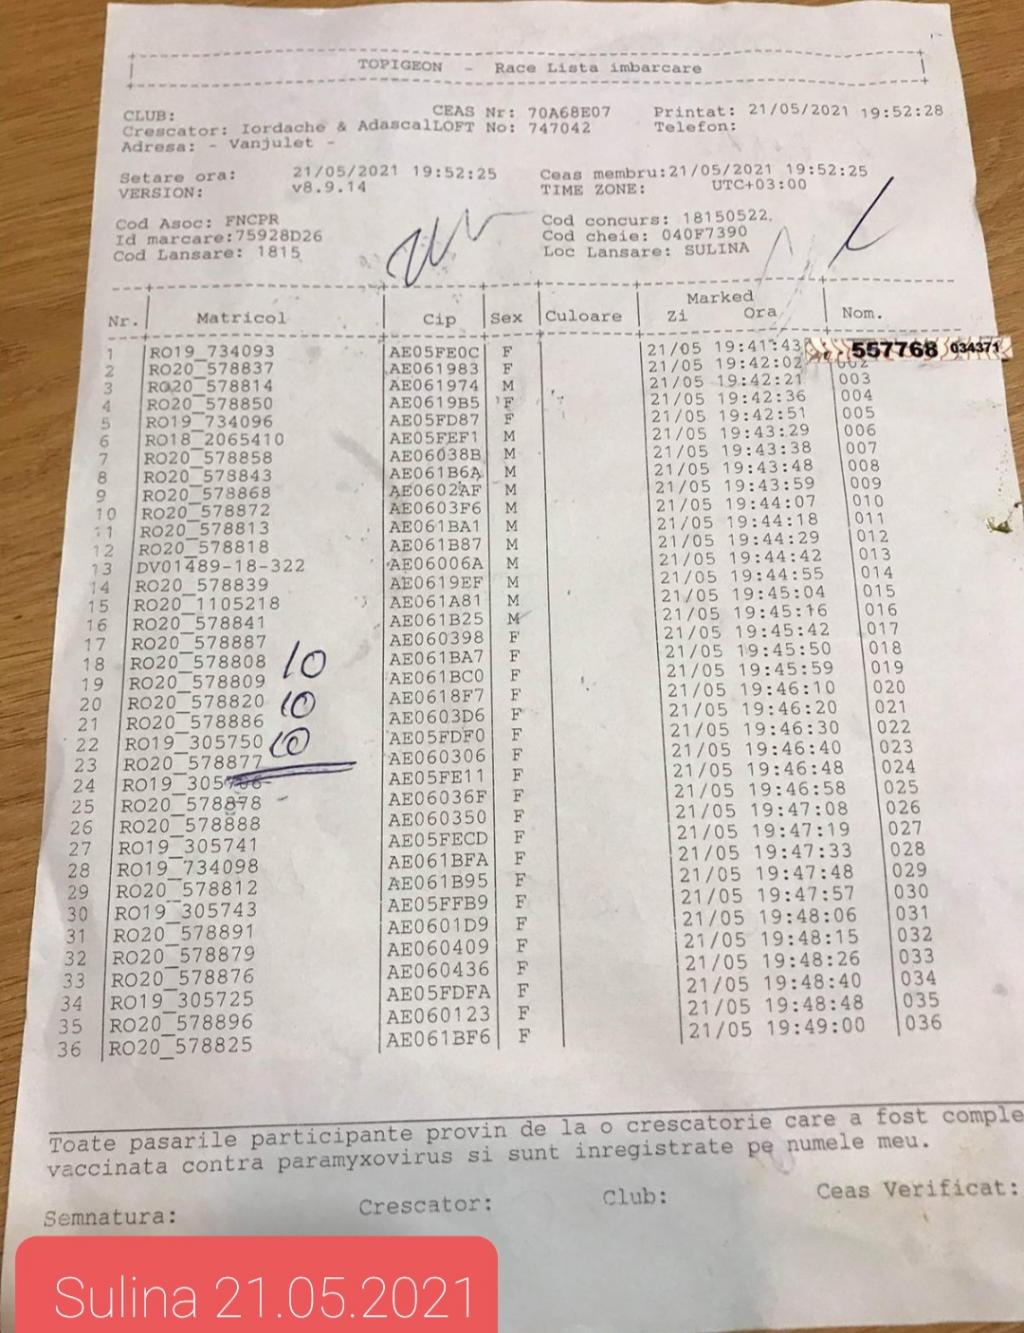 TOPIGEON - Race Lista imbarcare
CLUB: CEAS Nr: 70A68E07 Printat: 21/05/2021 19:52:28
Crescator: Iordache & AdascalLOFT No: 747042 Telefon:
Adresa: - Vanjulet -
Setare ora: 21/05/2021 19:52:25 Ceas membru:21/05/2021 19:52:25
VERSION: v8.9.14 TIME ZONE: UTC+03:00
Cod Asoc: FNCPR Cod concurs: 18150522.
Id marcare:75928D26 Cod cheie: 040F7390
Cod Lansare: 1815 Loc Lansare: SULINA
Marked
Nr. Matricol Cip Sex Culoare Zi Ora Nom.
1 RO19_734093 AE05FE0C F 21/05 19:41:43 557768 034371
2 RO20_578837 AE061983 F 21/05 19:42:02 002
3 RO20_578814 AE061974 M 21/05 19:42:21 003
4 RO20_578850 AE0619B5 F 21/05 19:42:36 004
5 RO19_734096 AE05FD87 F 21/05 19:42:51 005
6 RO18_2065410 AE05FEF1 M 21/05 19:43:29 006
7 RO20_578858 AE06038B M 21/05 19:43:38 007
8 RO20_578843 AE061B6A M 21/05 19:43:48 008
9 RO20_578868 AE0602AF M 21/05 19:43:59 009
10 RO20_578872 AE0603F6 M 21/05 19:44:07 010
11 RO20_578813 AE061BA1 M 21/05 19:44:18 011
12 RO20_578818 AE061B87 M 21/05 19:44:29 012
13 DV01489-18-322 AE06006A M 21/05 19:44:42 013
14 RO20_578839 AE0619EF M 21/05 19:44:55 014
15 RO20_1105218 AE061A81 M 21/05 19:45:04 015
16 RO20_578841 AE061B25 M 21/05 19:45:16 016
17 RO20_578887 AE060398 F 21/05 19:45:42 017
18 RO20_578808 10 AE061BA7 F 21/05 19:45:50 018
19 RO20_578809 AE061BC0 F 21/05 19:45:59 019
20 RO20_578820 10 AE0618F7 F 21/05 19:46:10 020
21 RO20_578886 AE0603D6 F 21/05 19:46:20 021
22 RO19_305750 10 AE05FDF0 F 21/05 19:46:30 022
23 RO20_578877 AE060306 F 21/05 19:46:40 023
24 AE05FE11 F 21/05 19:46:48 024
25 RO20_578878 AE06036F F 21/05 19:46:58 025
26 RO20_578888 AE060350 F 21/05 19:47:08 026
27 RO19_305741 AE05FECD F 21/05 19:47:19 027
28 RO19_734098 AE061BFA F 21/05 19:47:33 028
29 RO20_578812 AE061B95 F 21/05 19:47:48 029
30 RO19_305743 AE05FFB9 F 21/05 19:47:57 030
31 RO20_578891 AE0601D9 F 21/05 19:48:06 031
32 RO20_578879 AE060409 F 21/05 19:48:15 032
33 RO20_578876 AE060436 F 21/05 19:48:26 033
34 RO19_305725 AE05FDFA F 21/05 19:48:40 034
35 RO20_578896 AE060123 F 21/05 19:48:48 035
36 RO20_578825 AE061BF6 F 21/05 19:49:00 036
Toate pasarile participante provin de la o crescatorie care a fost comple
vaccinata contra paramyxovirus si sunt inregistrate pe numele meu.
Semnatura: Crescator: Club: Ceas Verificat:
Sulina 21.05.2021